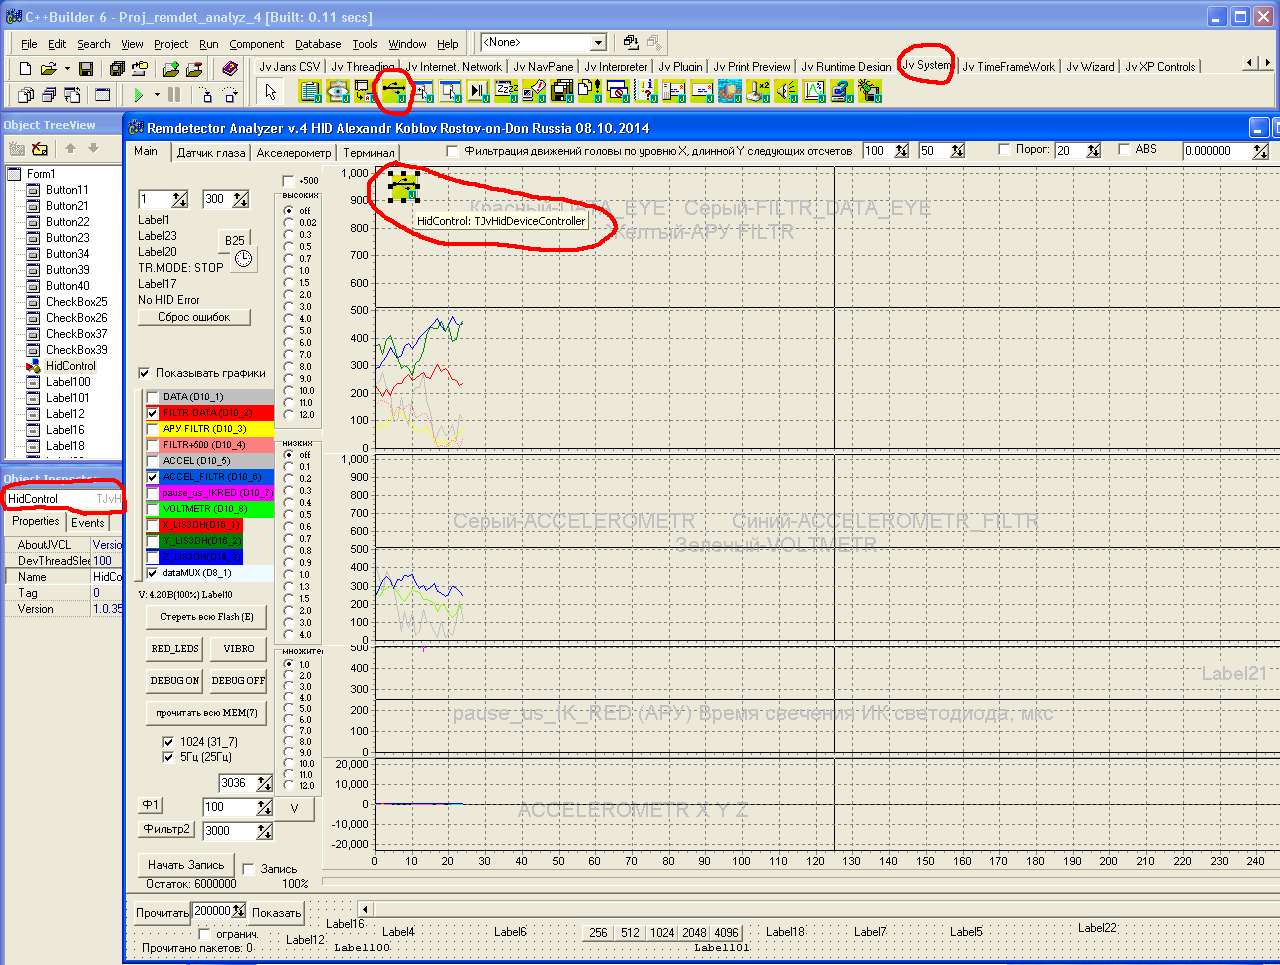 C++Builder 6 - Proj_remdet_analyz_4 [Built: 0.11 secs]
File Edit Search View Project Run Component Database Tools Window Help <None>
Jv Jans CSV Jv Threading Jv Internet, Network Jv NavPane Jv Interpreter Jv Plugin Jv Print Preview Jv Runtime Design Jv System Jv TimeFrameWork Jv Wizard Jv XP Controls
Object TreeView
Form1
Button11
Button21
Button22
Button23
Button34
Button39
Button40
CheckBox25
CheckBox26
CheckBox37
CheckBox39
HidControl
Label100
Label101
Label12
Label16
Label18
Object Inspecto
HidControl TJvH
Properties Events
AboutJVCL Versio
DevThreadSlee 100
Name HidCo
Tag 0
Version 1.0.35
Remdetector Analyzer v.4 HID Alexandr Koblov Rostov-on-Don Russia 08.10.2014
Main Датчик глаза Акселерометр Терминал Фильтрация движений головы по уровню X, длинной Y следующих отсчетов 100 50 Порог: 20 ABS 0.000000
1 300
Label1
Label23
Label20
B25
TR.MODE: STOP
Label17
No HID Error
Сброс ошибок
Показывать графики
DATA (D10_1)
FILTR DATA (D10_2)
АРУ FILTR (D10_3)
FILTR+500 (D10_4)
ACCEL (D10_5)
ACCEL_FILTR (D10_6)
pause_us_IKRED (D10_7)
VOLTMETR (D10_8)
X_LIS3DH(D16_1)
Y_LIS3DH(D16_2)
dataMUX (D8_1)
V: 4.20B(100%) Label10
Стереть всю Flash (E)
RED_LEDS VIBRO
DEBUG ON DEBUG OFF
прочитать всю MEM(7)
1024 (31_7)
5Гц (25Гц)
3036
Ф1 100
Фильтр2 3000
Начать Запись Запись
Остаток: 6000000 100%
+500
высоких
off
0.02
0.3
0.5
0.7
1.0
1.5
2.0
3.0
4.0
5.0
6.0
7.0
8.0
9.0
10.0
11.0
12.0
низких
off
0.1
0.2
0.3
0.4
0.5
0.6
0.7
0.8
0.9
1.0
1.3
1.5
2.0
3.0
4.0
множител
1.0
2.0
3.0
4.0
5.0
6.0
7.0
8.0
9.0
10.0
11.0
12.0
V
1,000
900
800
700
600
500
400
300
200
100
0
Красный-DATA_EYE Серый-FILTR_DATA_EYE
Желтый-АРУ FILTR
HidControl: TJvHidDeviceController
1,000
900
800
700
600
500
400
300
200
100
0
Серый-ACCELEROMETR Синий-ACCELEROMETR_FILTR
Зеленый-VOLTMETR
500
400
300
200
100
0
Label21
pause_us_IK_RED (АРУ) Время свечения ИК светодиода, мкс
20,000
10,000
0
-10,000
-20,000
ACCELEROMETR X Y Z
0 10 20 30 40 50 60 70 80 90 100 110 120 130 140 150 160 170 180 190 200 210 220 230 240
Прочитать 200000 Показать
огранич.
Прочитано пакетов: 0
Label12 Label16 Label100 Label4 Label6 256 512 1024 2048 4096 Label101 Label18 Label7 Label5 Label22